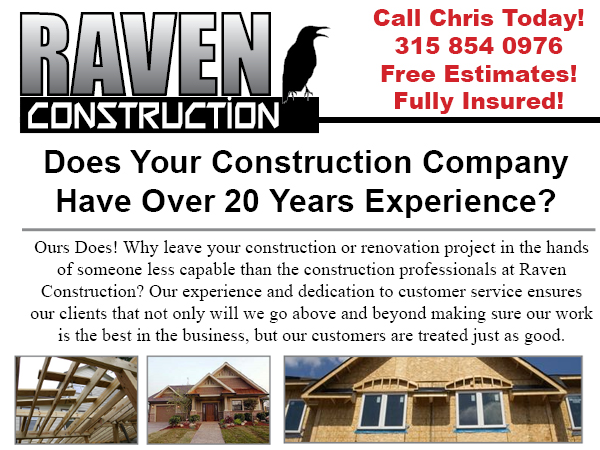 RAVEN
CONSTRUCTION
Call Chris Today!
315 854 0976
Free Estimates!
Fully Insured!
Does Your Construction Company
Have Over 20 Years Experience?
Ours Does! Why leave your construction or renovation project in the hands
of someone less capable than the construction professionals at Raven
Construction? Our experience and dedication to customer service ensures
our clients that not only will we go above and beyond making sure our work
is the best in the business, but our customers are treated just as good.